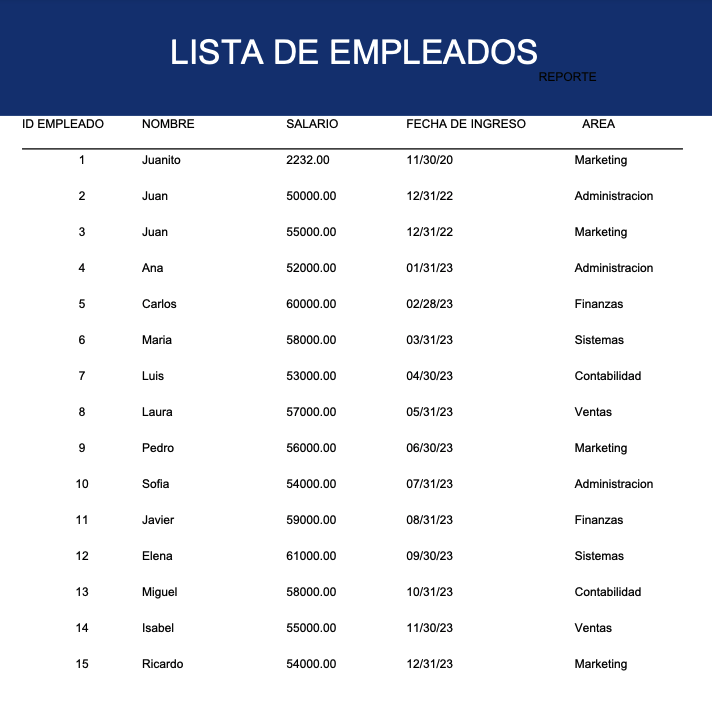 LISTA DE EMPLEADOS
REPORTE
ID EMPLEADO NOMBRE SALARIO FECHA DE INGRESO AREA
1 Juanito 2232.00 11/30/20 Marketing
2 Juan 50000.00 12/31/22 Administracion
3 Juan 55000.00 12/31/22 Marketing
4 Ana 52000.00 01/31/23 Administracion
5 Carlos 60000.00 02/28/23 Finanzas
6 Maria 58000.00 03/31/23 Sistemas
7 Luis 53000.00 04/30/23 Contabilidad
8 Laura 57000.00 05/31/23 Ventas
9 Pedro 56000.00 06/30/23 Marketing
10 Sofia 54000.00 07/31/23 Administracion
11 Javier 59000.00 08/31/23 Finanzas
12 Elena 61000.00 09/30/23 Sistemas
13 Miguel 58000.00 10/31/23 Contabilidad
14 Isabel 55000.00 11/30/23 Ventas
15 Ricardo 54000.00 12/31/23 Marketing